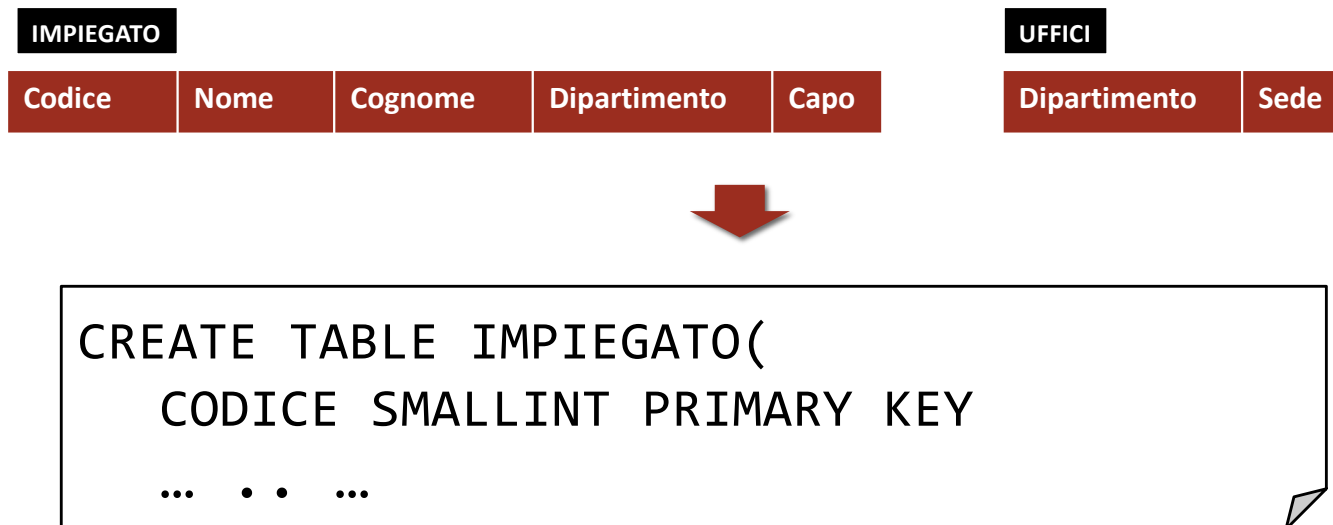 IMPIEGATO UFFICI
Codice Nome Cognome Dipartimento Capo Dipartimento Sede
CREATE TABLE IMPIEGATO(
CODICE SMALLINT PRIMARY KEY
… .. …